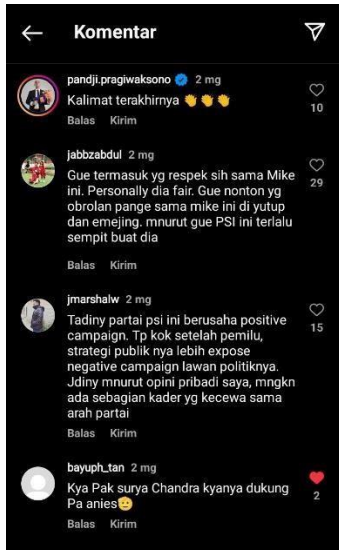 Komentar
pandji.pragiwaksono 2 mg
Kalimat terakhirnya 👏👏👏
10
Balas Kirim
jabbzabdul 2 mg
Gue termasuk yg respek sih sama Mike
ini. Personally dia fair. Gue nonton yg
obrolan pange sama mike ini di yutup
dan emejing. mnurut gue PSI ini terlalu
sempit buat dia
29
Balas Kirim
jmarshalw 2 mg
Tadiny partai psi ini berusaha positive
campaign. Tp kok setelah pemilu,
strategi publik nya lebih expose
negative campaign lawan politiknya.
Jdiny mnurut opini pribadi saya, mngkn
ada sebagian kader yg kecewa sama
arah partai
15
Balas Kirim
bayuph_tan 2 mg
Kya Pak surya Chandra kyanya dukung
Pa anies🫡
2
Balas Kirim